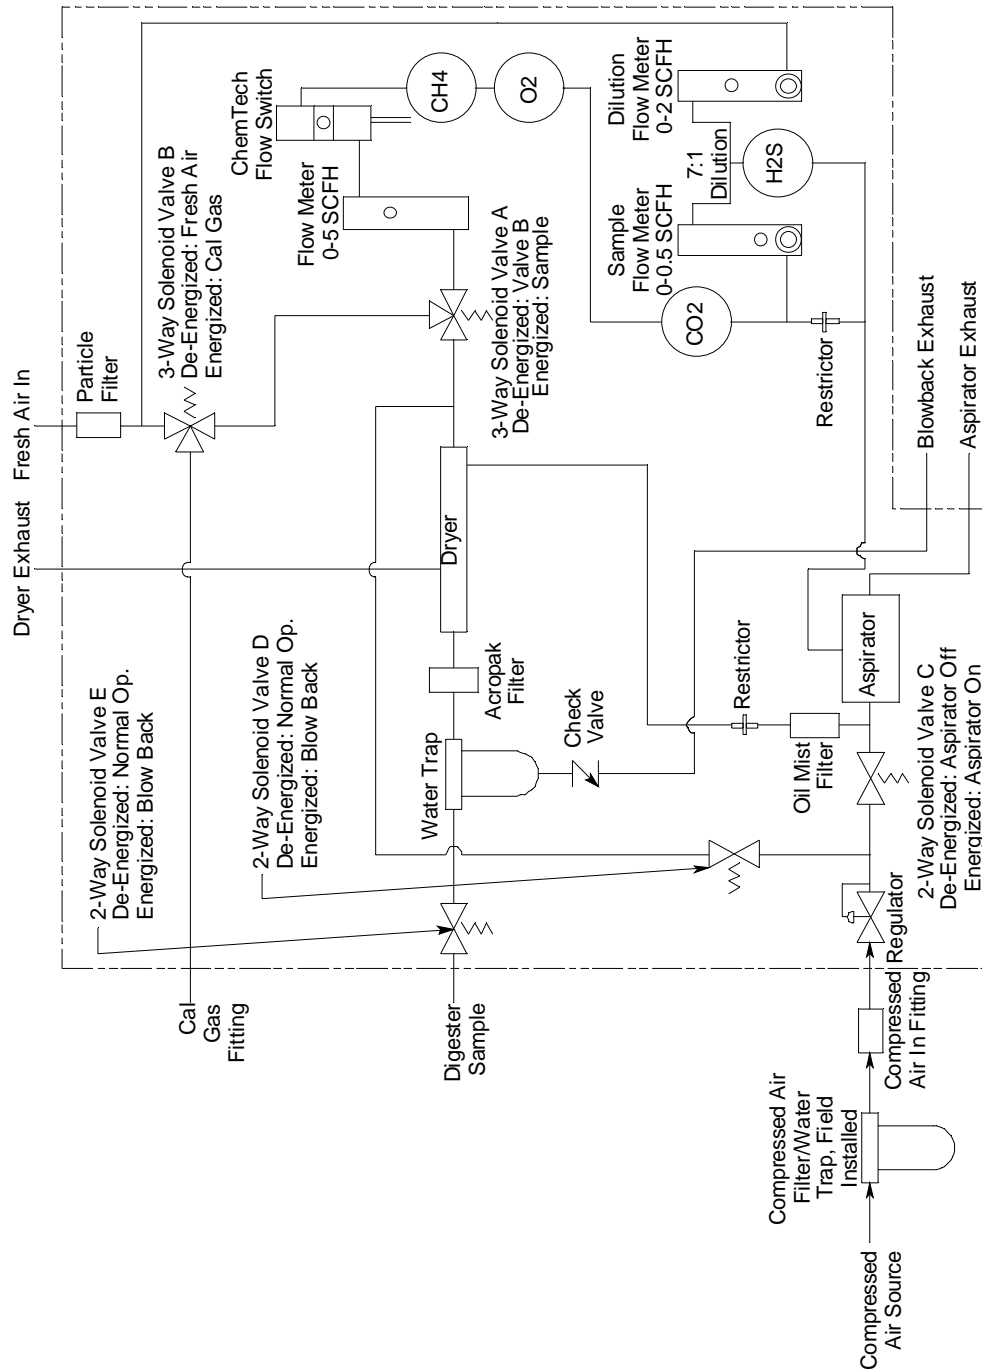 Dryer Exhaust
Fresh Air In
Particle
Filter
3-Way Solenoid Valve B
De-Energized: Fresh Air
Energized: Cal Gas
ChemTech
Flow Switch
Flow Meter
0-5 SCFH
CH4
O2
Dilution
Flow Meter
0-2 SCFH
7:1
Dilution
H2S
Sample
Flow Meter
0-0.5 SCFH
CO2
Restrictor
3-Way Solenoid Valve A
De-Energized: Valve B
Energized: Sample
Blowback Exhaust
Aspirator Exhaust
2-Way Solenoid Valve E
De-Energized: Normal Op.
Energized: Blow Back
2-Way Solenoid Valve D
De-Energized: Normal Op.
Energized: Blow Back
Dryer
Acropak
Filter
Water Trap
Check
Valve
Restrictor
Oil Mist
Filter
Aspirator
2-Way Solenoid Valve C
De-Energized: Aspirator Off
Energized: Aspirator On
Regulator
Cal
Gas
Fitting
Digester
Sample
Compressed
Air In Fitting
Compressed Air
Filter/Water
Trap, Field
Installed
Compressed
Air Source